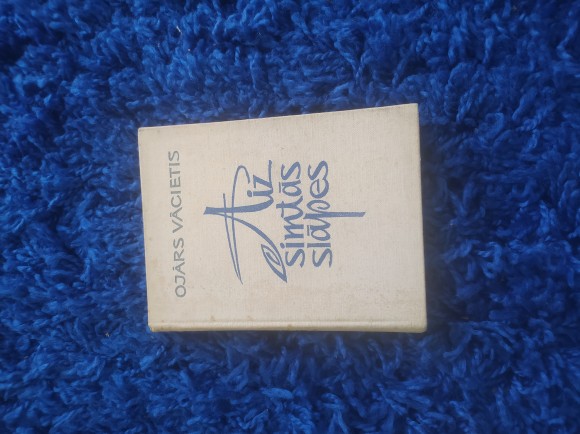 OJĀRS VĀCIETIS
Aiz
simtās
slāpes